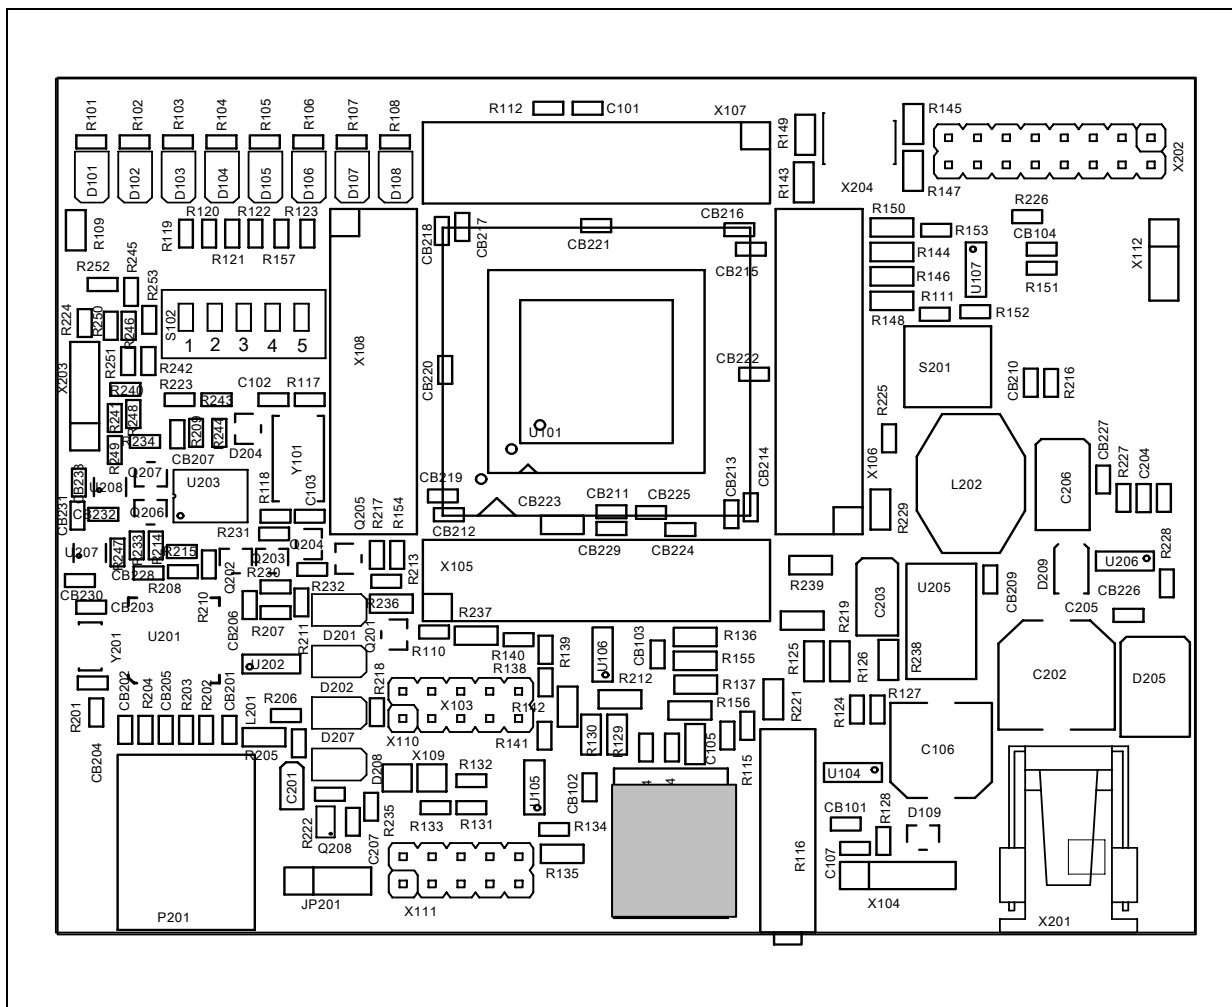 R101 R102 R103 R104 R105 R106 R107 R108
R112 C101 X107 R149 R145
D101 D102 D103 D104 D105 D106 D107 D108
R143 X204 R147 X202
R109 R119 R120 R121 R122 R157 R123
CB218 CB217 CB221 CB216 CB215
R150 R153 R226 CB104 X112
R144 U107 R151
R252 R245 R253 R146 R111
R224 R250 R246 S102 R148 R152
1 2 3 4 5
X203 R251 R242 X108 CB220 CB222 S201 CB210 R216
R240 R223 R243 C102 R117
R241 R248 R209 R244 D204 R225
R234 R249 CB207 Y101 U101 X106 CB227
CB233 U208 Q207 U203 R118 C103 CB219 CB213 CB214 L202 C206 R227 C204
CB231 CB232 Q206 R231 Q205 R217 R154 CB212 CB223 CB211 CB225 R229
U207 R247 R233 R214 R215 Q204 CB229 CB224 R228
CB228 R208 Q202 Q203 R230 R232 R213 X105 R239 U205 D209 U206
CB230 CB203 R210 CB206 R236 C203 CB209 CB226
U201 R207 R211 D201 Q201 R237 R219 C205
Y201 U202 R110 R140 R139 U106 CB103 R136
R138 R155 R125 R126 R238 C202 D205
CB202 R204 CB205 R203 R202 CB201 L201 R206 D202 R218 X103 R142 R212 R137
R201 R156 R221 R124 R127
CB204 R205 D207 X110 R141 R130 R129 C105 R115 C106
C201 D208 X109 R132 U105 CB102 U104
R222 R235 R133 R131 R134 CB101 R128 D109
Q208 C207 R135 R116 C107
P201 JP201 X111 X104 X201